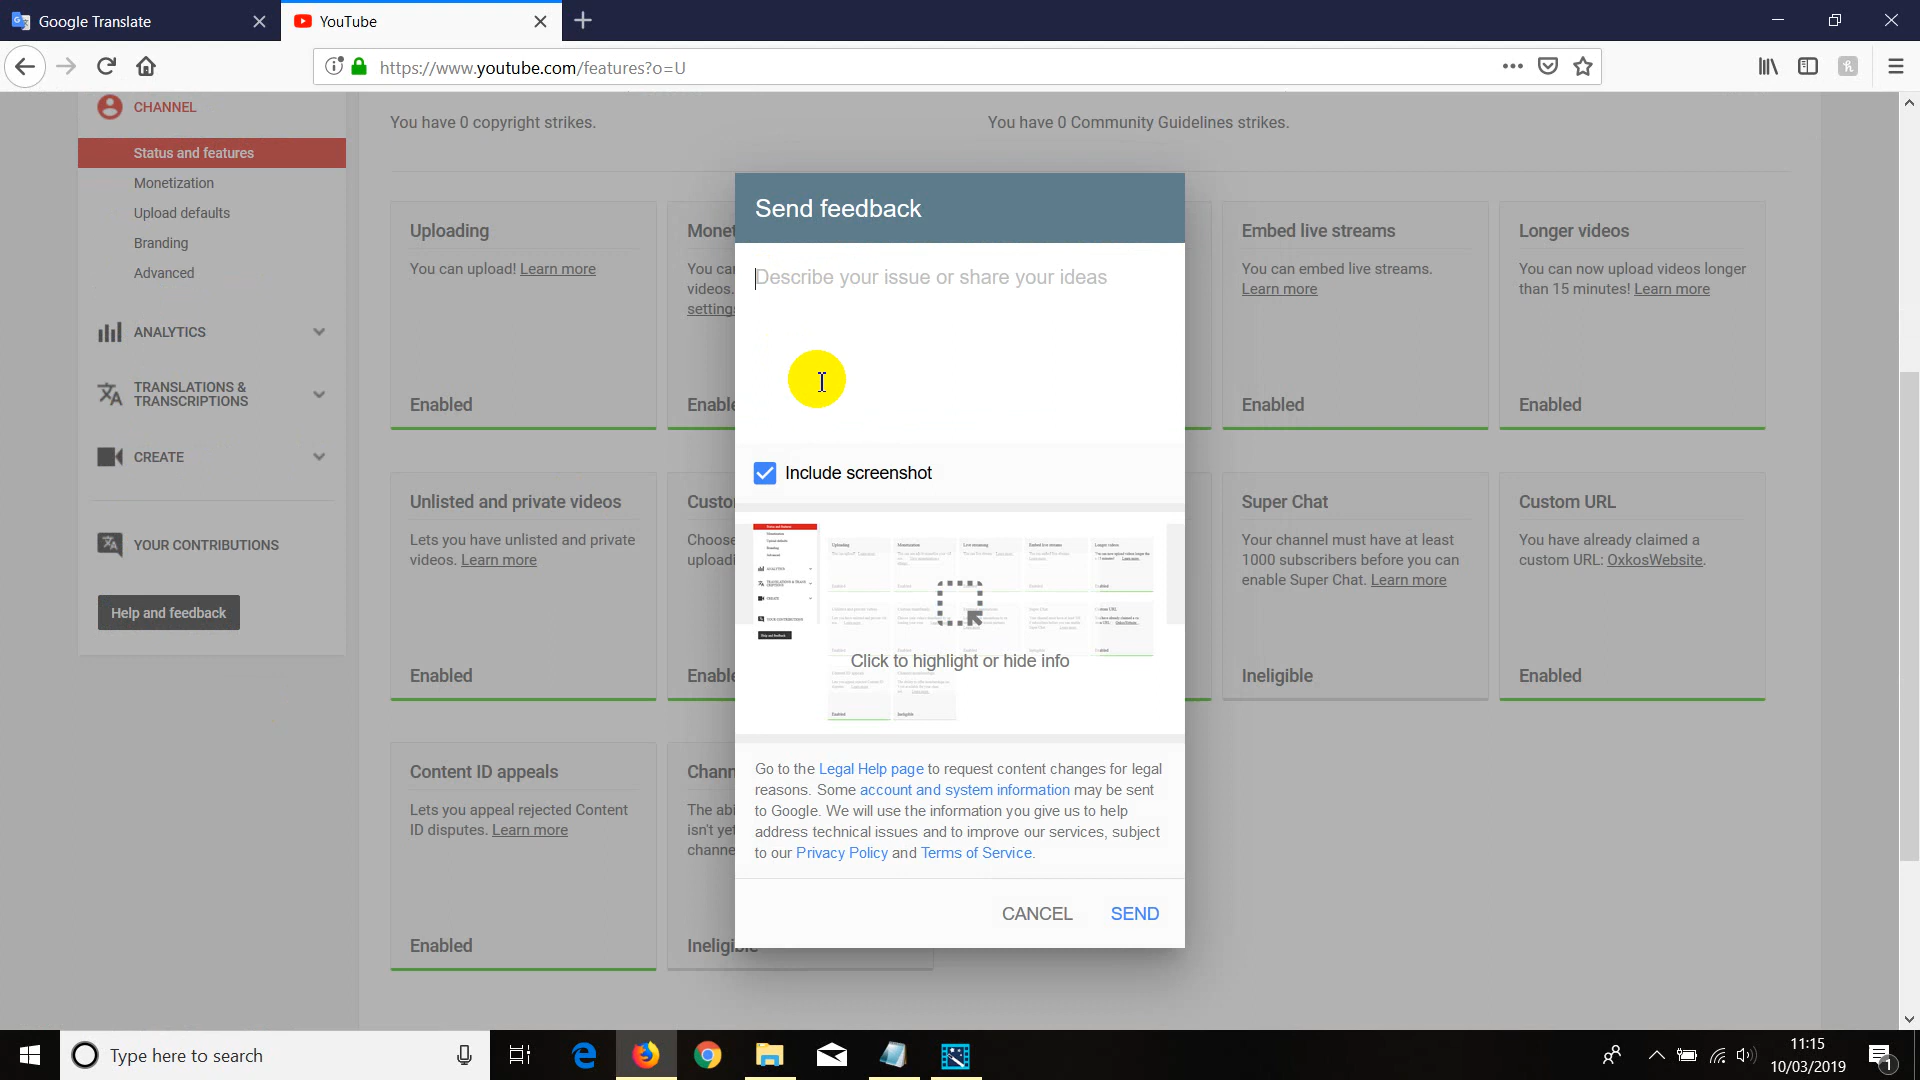 Google Translate
YouTube
https://www.youtube.com/features?o=U
CHANNEL
Status and features
Monetization
Upload defaults
Branding
Advanced
ANALYTICS
TRANSLATIONS &
TRANSCRIPTIONS
CREATE
YOUR CONTRIBUTIONS
Help and feedback
You have 0 copyright strikes.
You have 0 Community Guidelines strikes.
Uploading
You can upload! Learn more
Enabled
Embed live streams
You can embed live streams.
Learn more
Enabled
Longer videos
You can now upload videos longer
than 15 minutes! Learn more
Enabled
Unlisted and private videos
Lets you have unlisted and private
videos. Learn more
Enabled
Super Chat
Your channel must have at least
1000 subscribers before you can
enable Super Chat. Learn more
Ineligible
Custom URL
You have already claimed a
custom URL: OxkosWebsite.
Enabled
Content ID appeals
Lets you appeal rejected Content
ID disputes. Learn more
Enabled
Send feedback
Describe your issue or share your ideas
Include screenshot
Click to highlight or hide info
Go to the Legal Help page to request content changes for legal
reasons. Some account and system information may be sent
to Google. We will use the information you give us to help
address technical issues and to improve our services, subject
to our Privacy Policy and Terms of Service.
CANCEL
SEND
Type here to search
11:15
10/03/2019
1